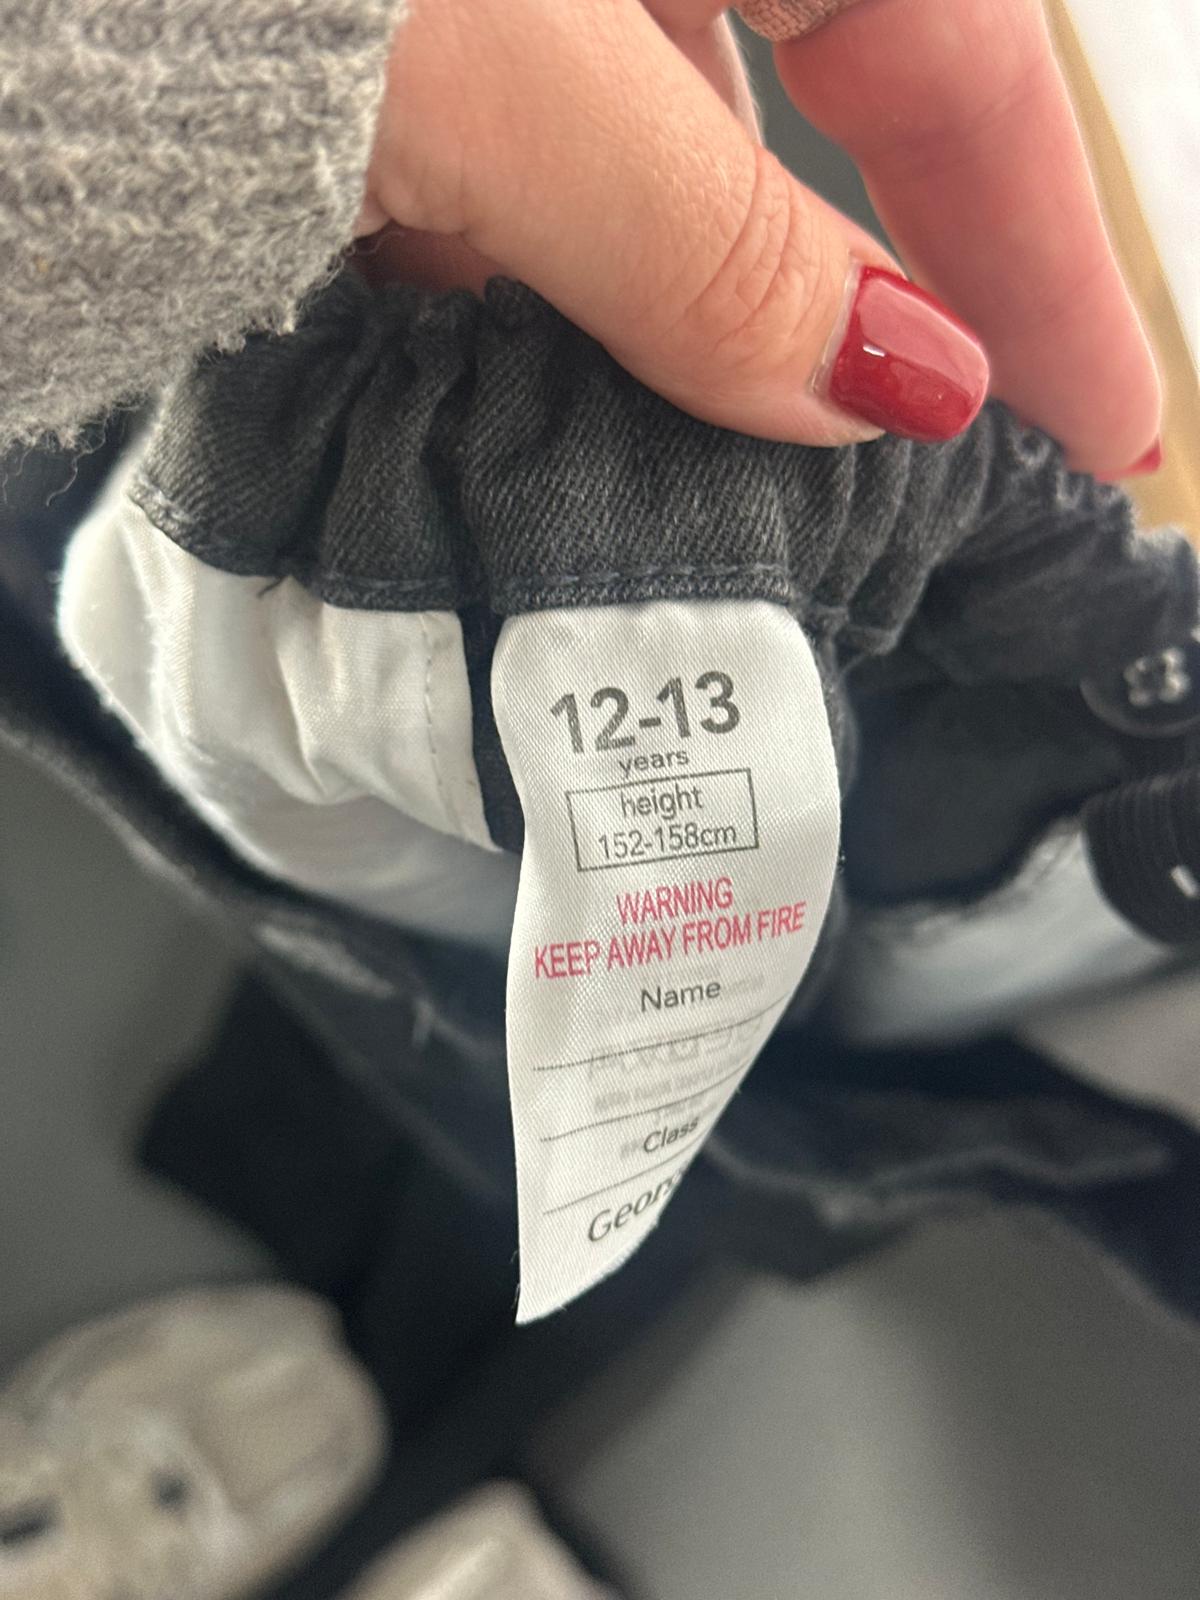 12-13
years
height
152-158cm
WARNING
KEEP AWAY FROM FIRE
Name
Class